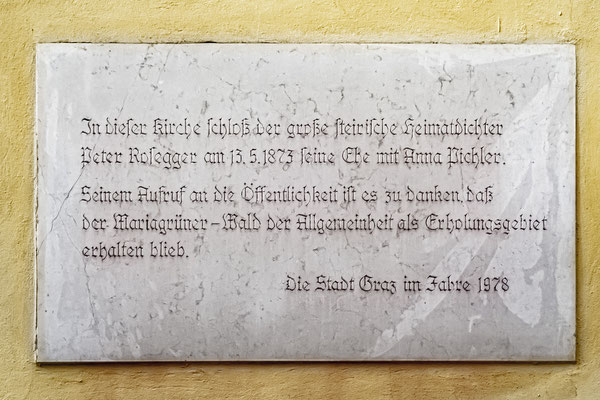 In dieser Kirche schloß der große steirische Heimatdichter
Peter Rosegger am 13.5.1873 seine Ehe mit Anna Pichler.
Seinem Aufruf an die Öffentlichkeit ist es zu danken, daß
der Mariagrüner-Wald der Allgemeinheit als Erholungsgebiet
erhalten blieb.
Die Stadt Graz im Jahre 1978